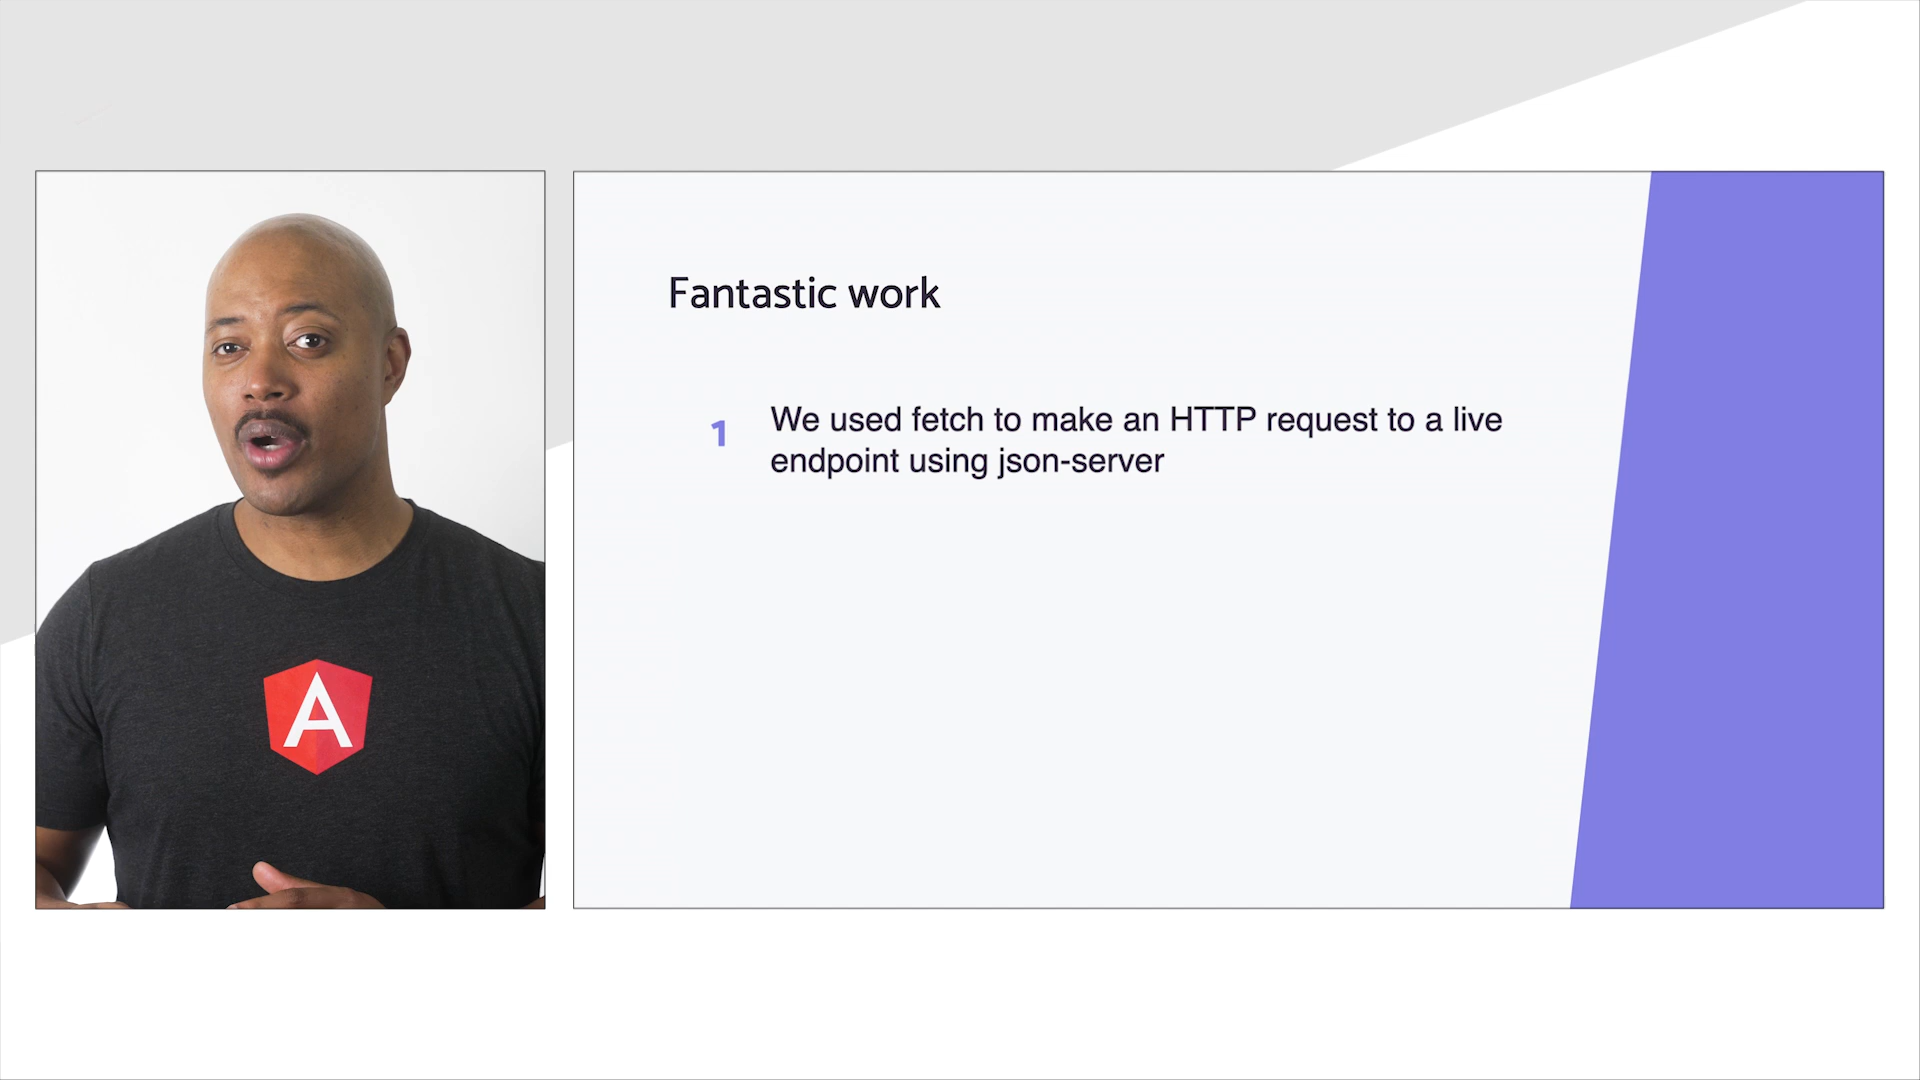 A
Fantastic work
1
We used fetch to make an HTTP request to a live
endpoint using json-server